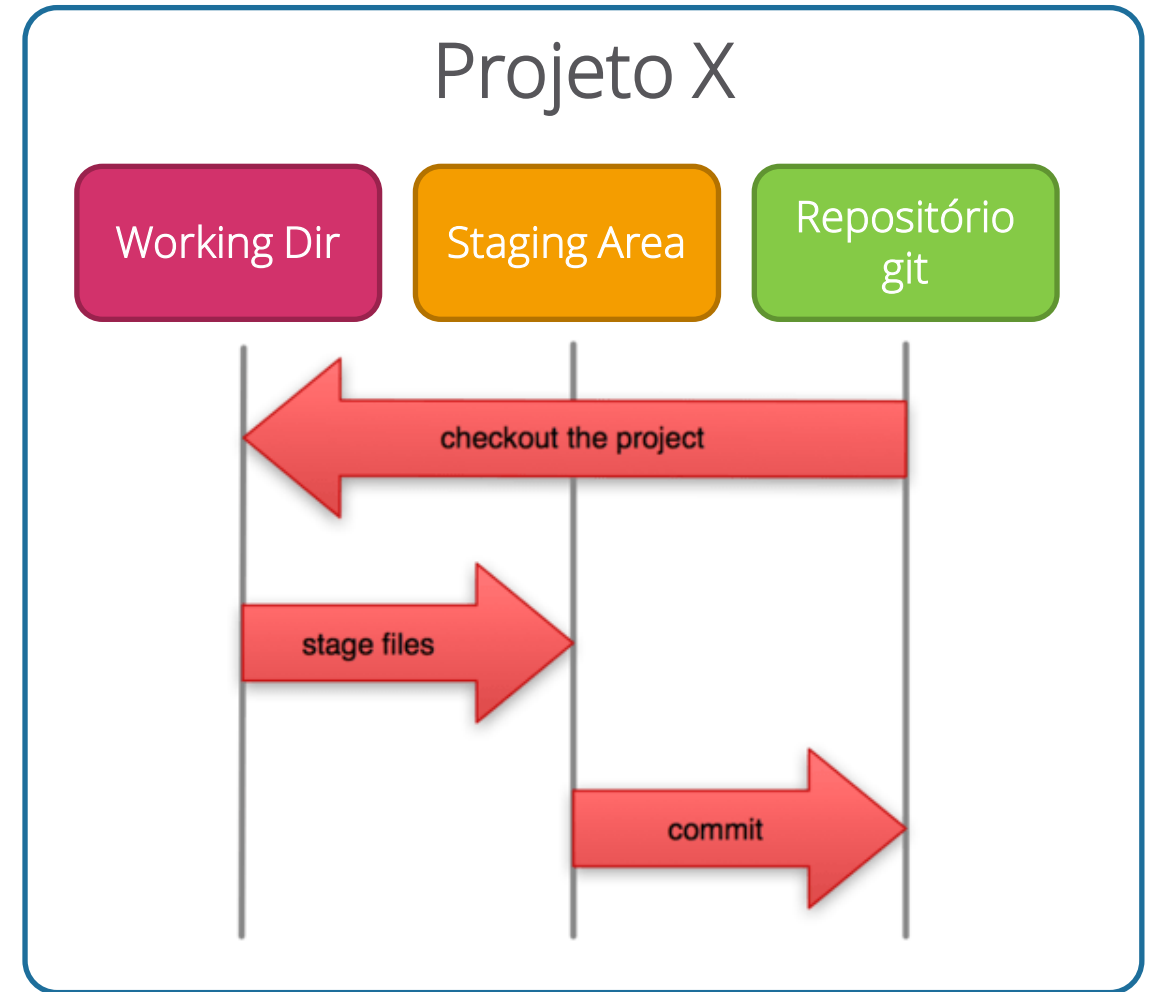 Projeto X
Working Dir
Staging Area
Repositório
git
checkout the project
stage files
commit